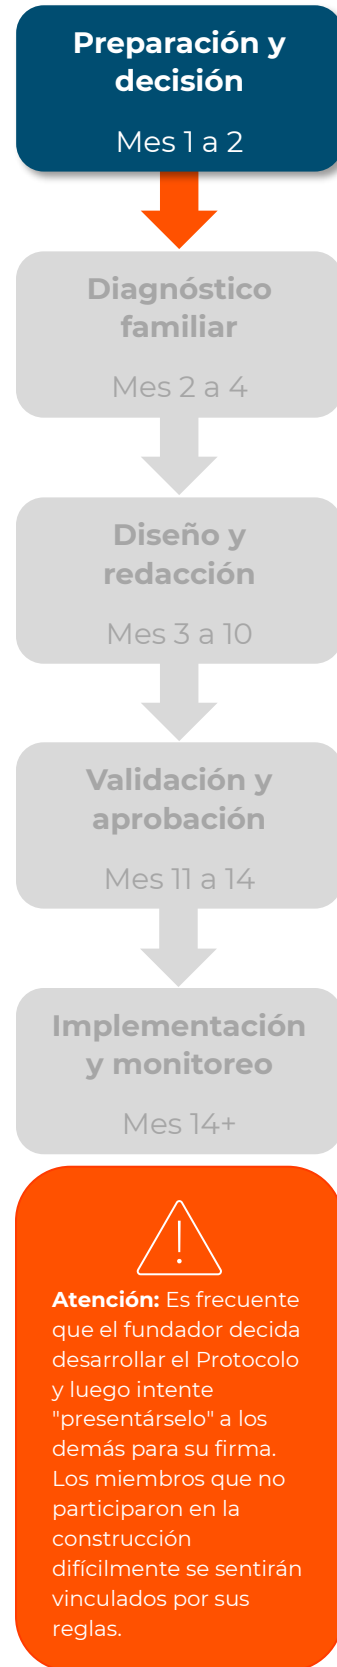 Preparación y
decisión
Mes 1 a 2
Diagnóstico
familiar
Mes 2 a 4
Diseño y
redacción
Mes 3 a 10
Validación y
aprobación
Mes 11 a 14
Implementación
y monitoreo
Mes 14+
Atención: Es frecuente
que el fundador decida
desarrollar el Protocolo
y luego intente
"presentárselo" a los
demás para su firma.
Los miembros que no
participaron en la
construcción
difícilmente se sentirán
vinculados por sus
reglas.